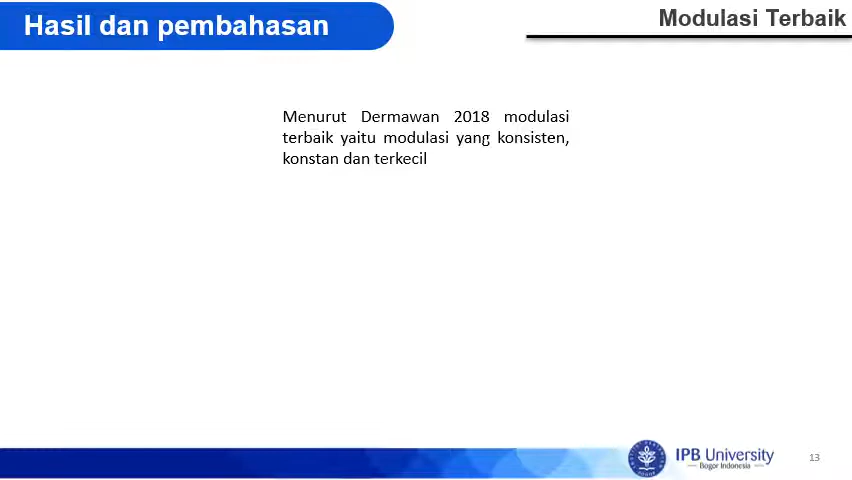 Hasil dan pembahasan
Modulasi Terbaik
Menurut Dermawan 2018 modulasi
terbaik yaitu modulasi yang konsisten,
konstan dan terkecil
IPB University
Bogor Indonesia
13